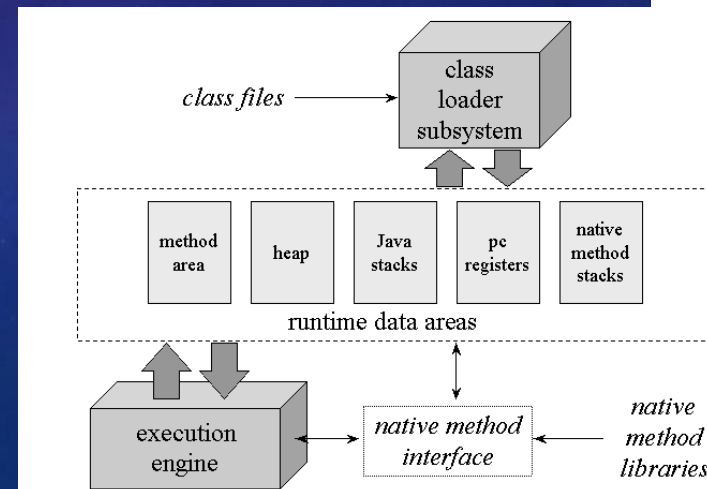 class files
class
loader
subsystem
method
area
heap
Java
stacks
pc
registers
native
method
stacks
runtime data areas
execution
engine
native method
interface
native
method
libraries